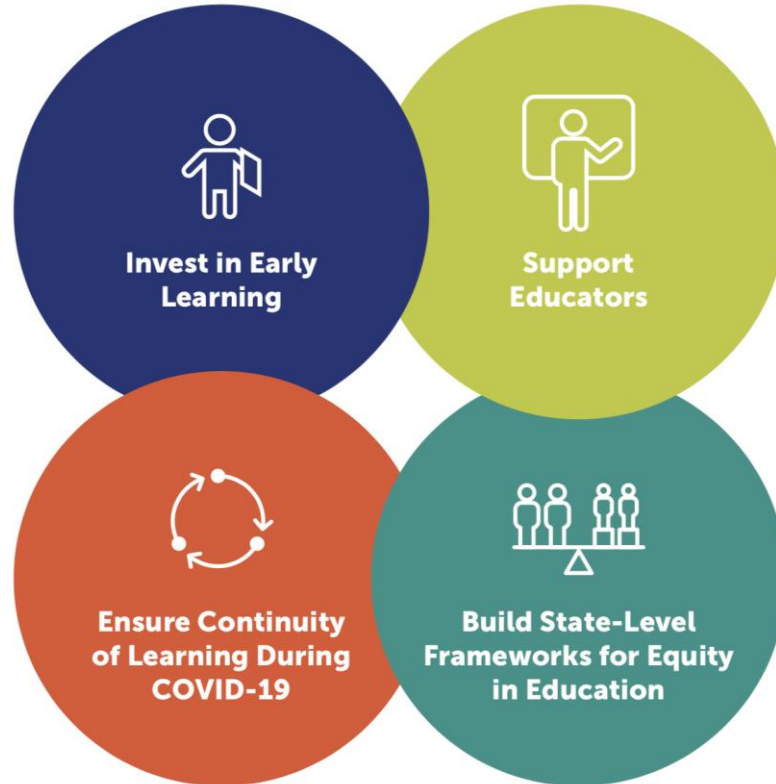 Invest in Early
Learning
Support
Educators
Ensure Continuity
of Learning During
COVID-19
Build State-Level
Frameworks for Equity
in Education